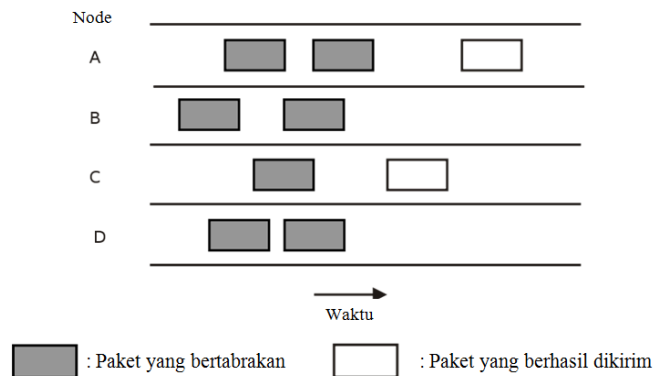 Node
A
B
C
D
Waktu
: Paket yang bertabrakan
: Paket yang berhasil dikirim